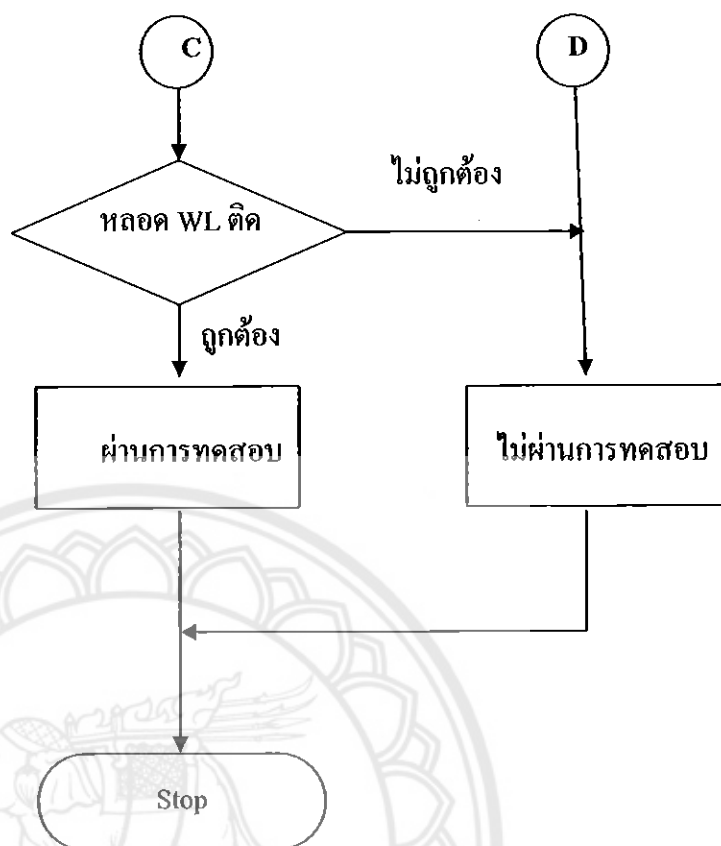 C
D
ไม่ถูกต้อง
หลอด WL ติด
ถูกต้อง
ผ่านการทดสอบ
ไม่ผ่านการทดสอบ
Stop